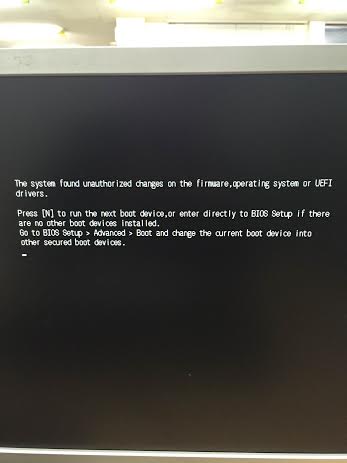 The system found unauthorized changes on the firmware,operating system or UEFI
drivers.
Press [N] to run the next boot device,or enter directly to BIOS Setup if there
are no other boot devices installed.
Go to BIOS Setup > Advanced > Boot and change the current boot device into
other secured boot devices.